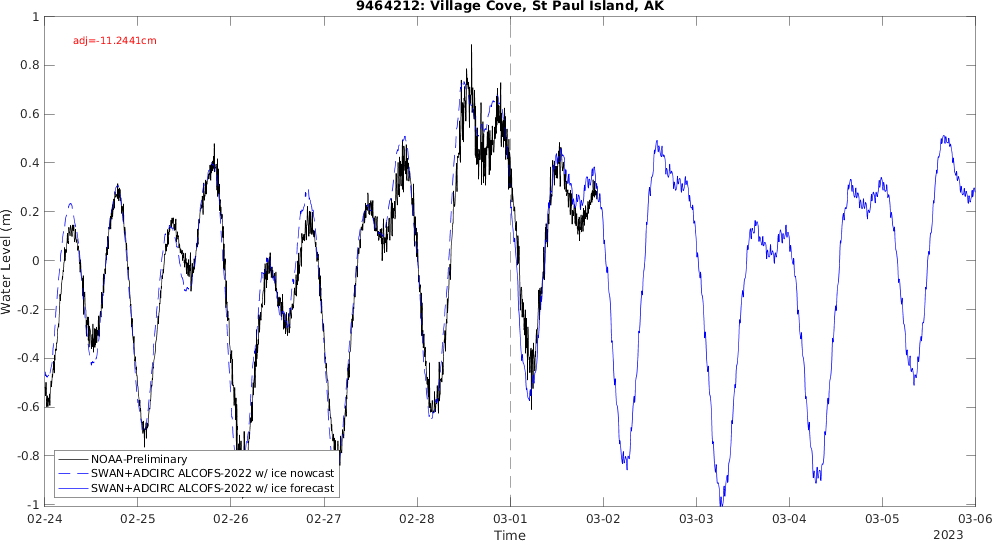 9464212: Village Cove, St Paul Island, AK
adj=-11.2441cm
Water Level (m)
1
0.8
0.6
0.4
0.2
0
-0.2
-0.4
-0.6
-0.8
-1
NOAA-Preliminary
SWAN+ADCIRC ALCOFS-2022 w/ ice nowcast
SWAN+ADCIRC ALCOFS-2022 w/ ice forecast
02-24 02-25 02-26 02-27 02-28 03-01 03-02 03-03 03-04 03-05 03-06
Time
2023